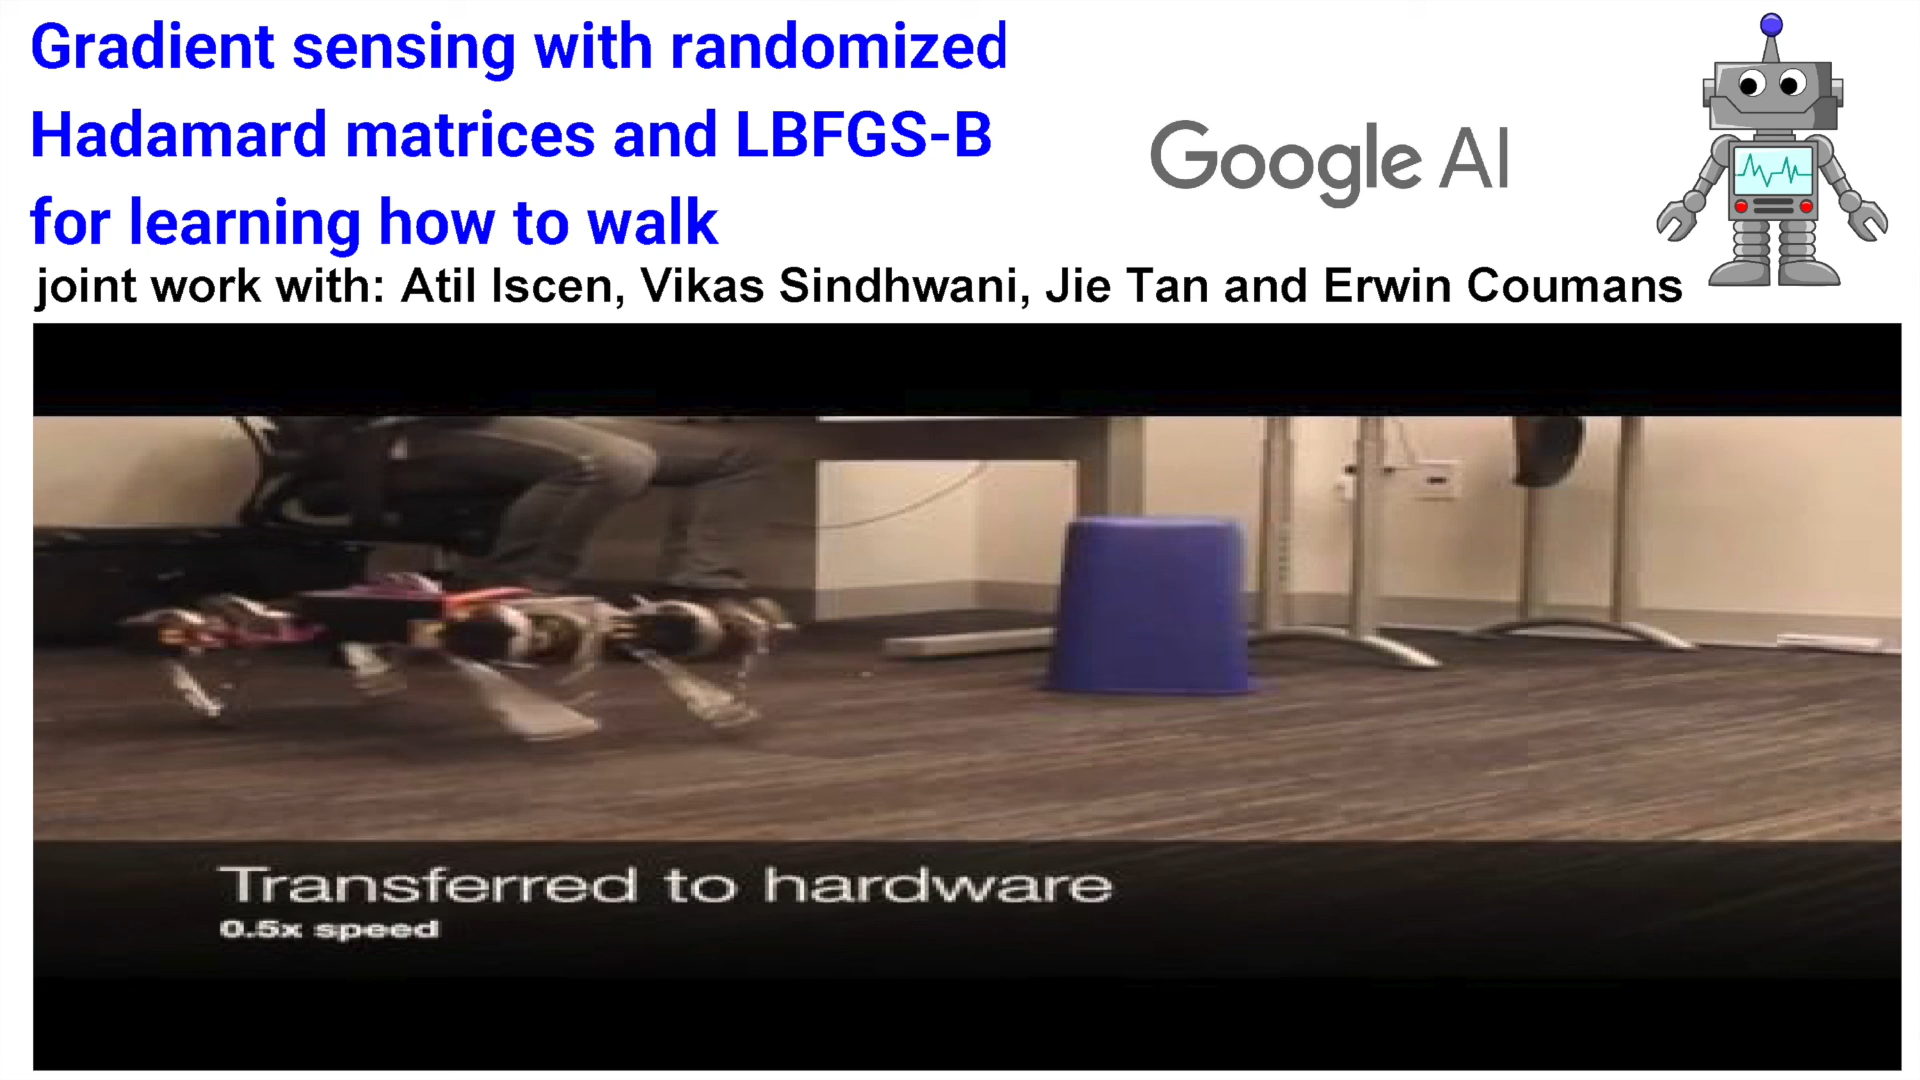 Gradient sensing with randomized
Hadamard matrices and LBFGS-B
for learning how to walk
Google AI
joint work with: Atil Iscen, Vikas Sindhwani, Jie Tan and Erwin Coumans
Transferred to hardware
0.5x speed